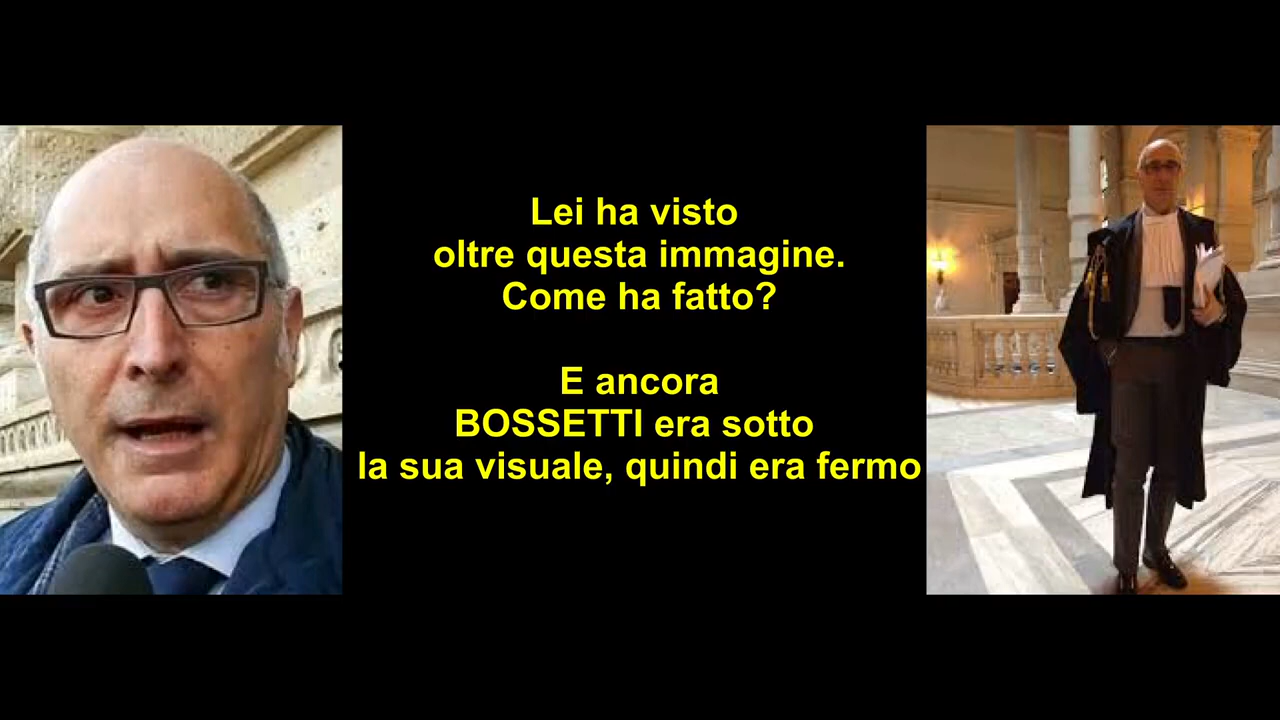 Lei ha visto
oltre questa immagine.
Come ha fatto?
E ancora
BOSSETTI era sotto
la sua visuale, quindi era fermo